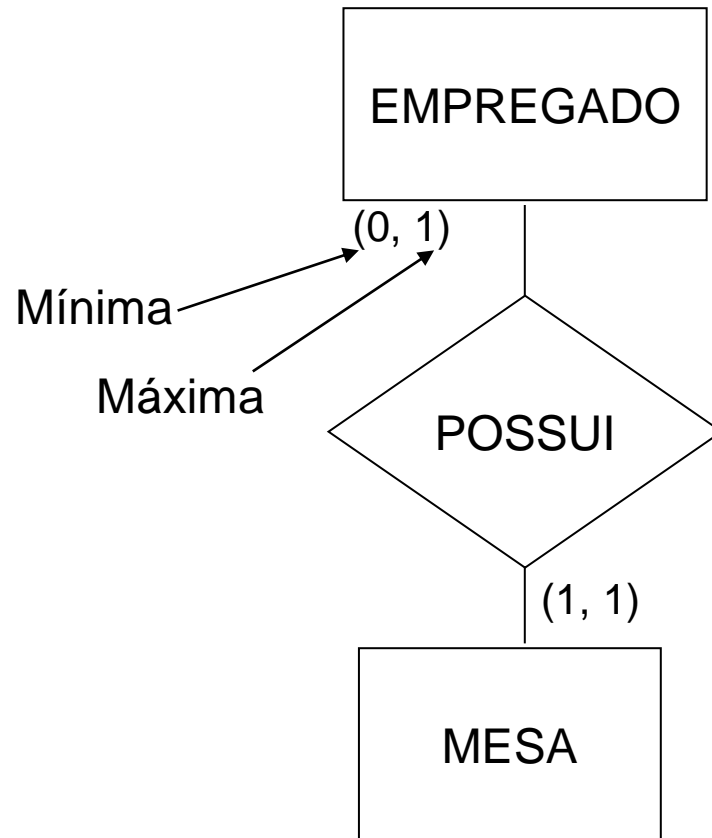 EMPREGADO
(0, 1)
Mínima
Máxima
POSSUI
(1, 1)
MESA